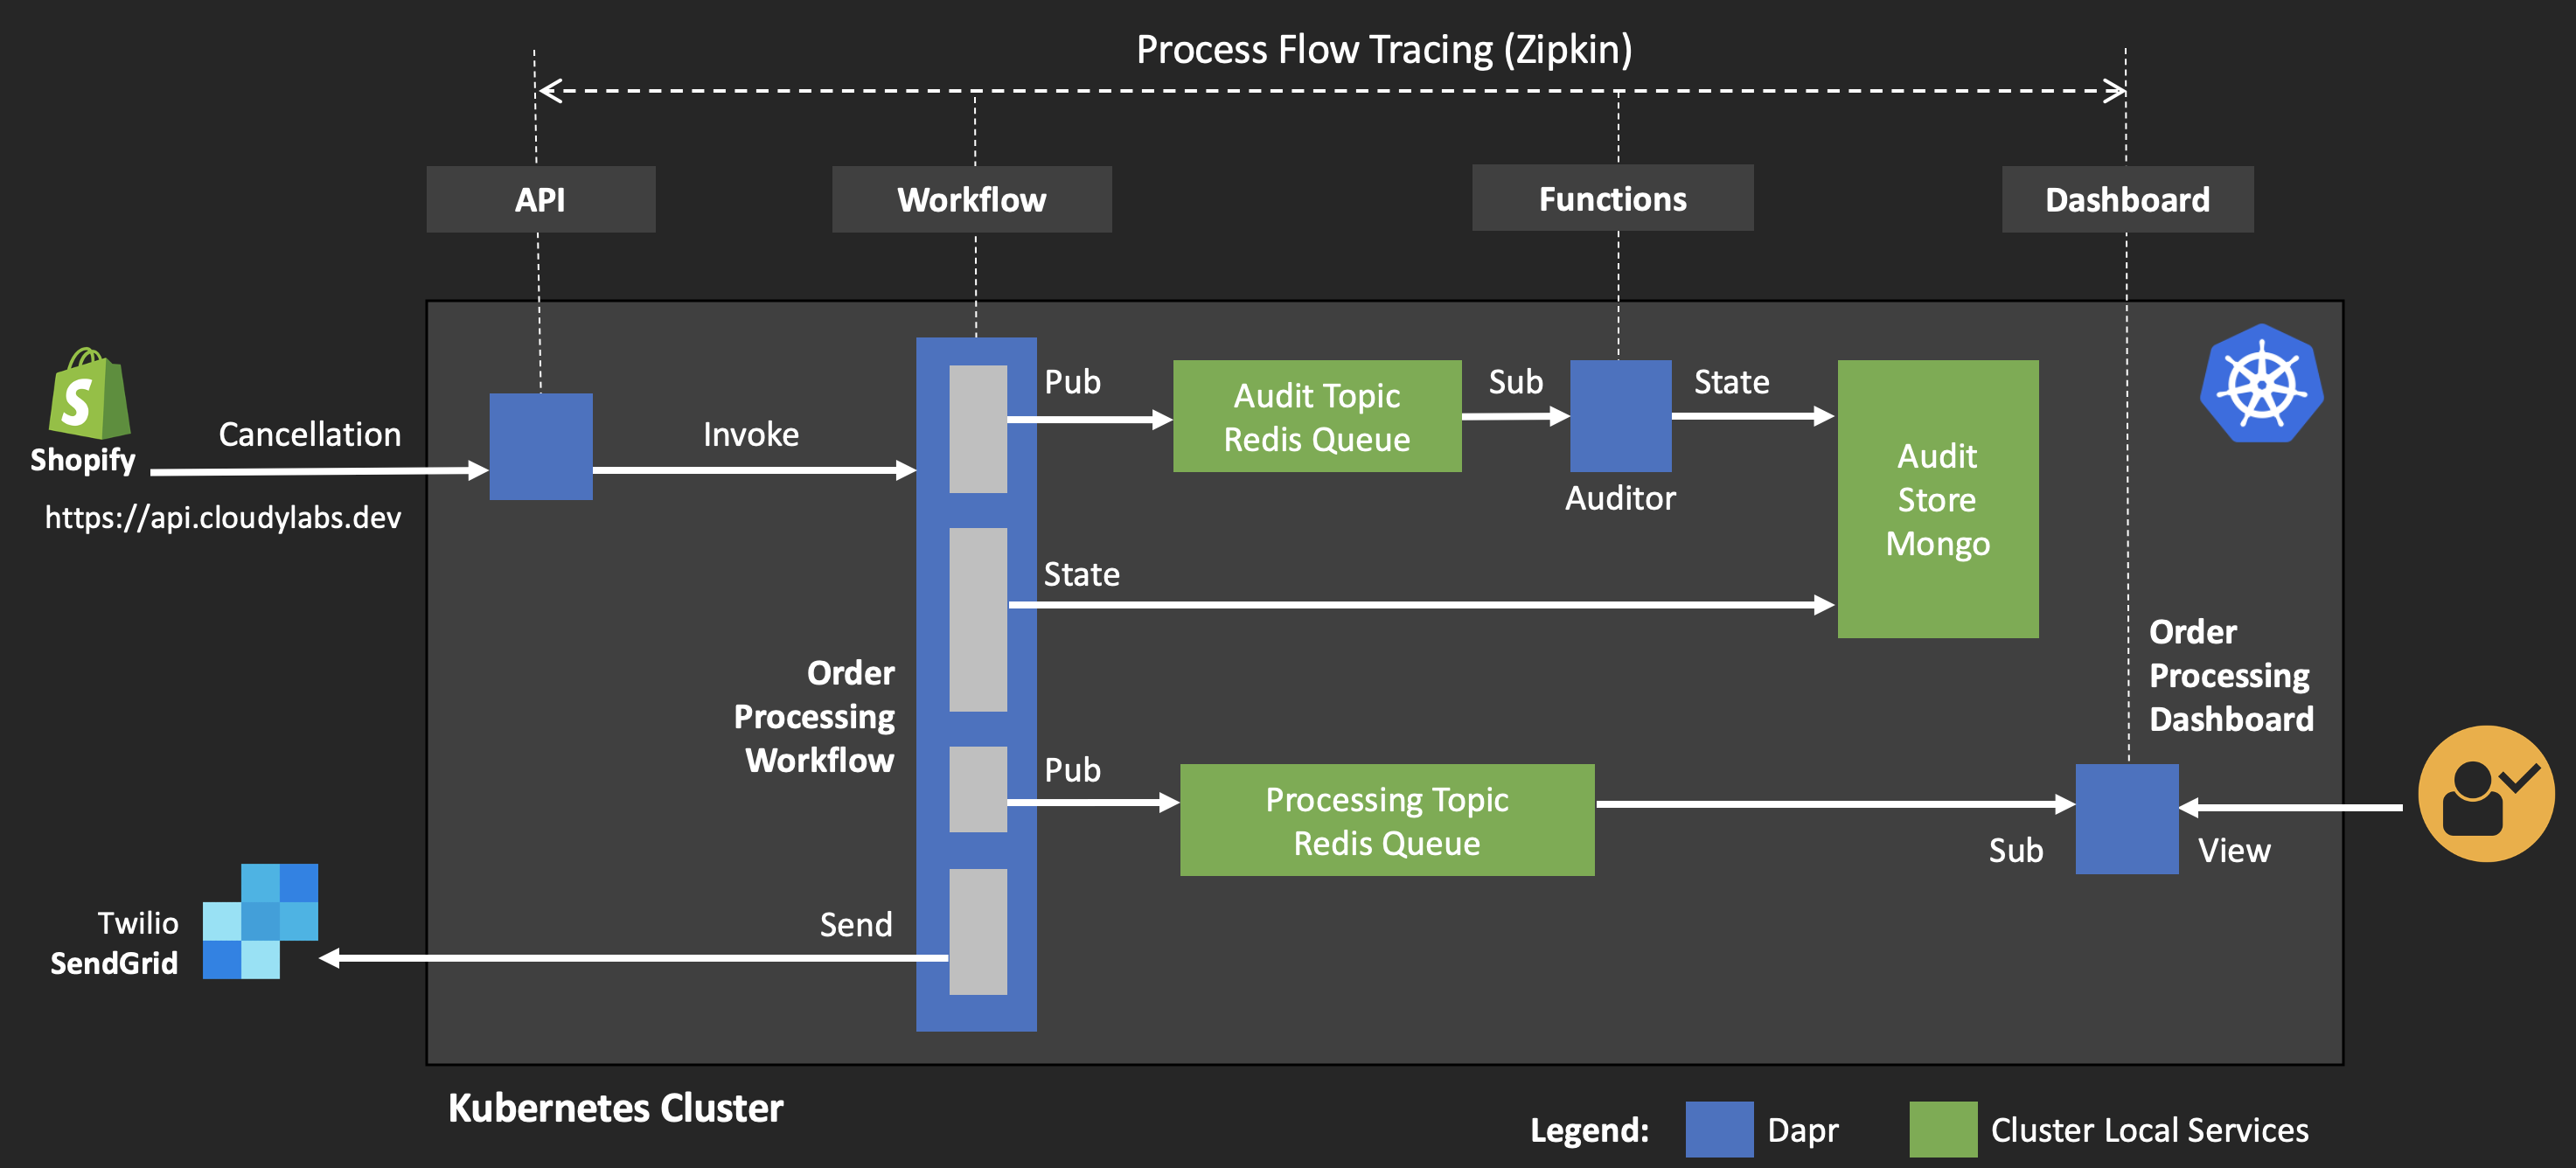 Process Flow Tracing (Zipkin)
API
Workflow
Functions
Dashboard
Shopify
Cancellation
https://api.cloudylabs.dev
Invoke
Pub
Audit Topic
Redis Queue
Sub
Auditor
State
Audit
Store
Mongo
State
Order
Processing
Workflow
Order
Processing
Dashboard
Pub
Processing Topic
Redis Queue
Sub
View
Twilio
SendGrid
Send
Kubernetes Cluster
Legend:
Dapr
Cluster Local Services